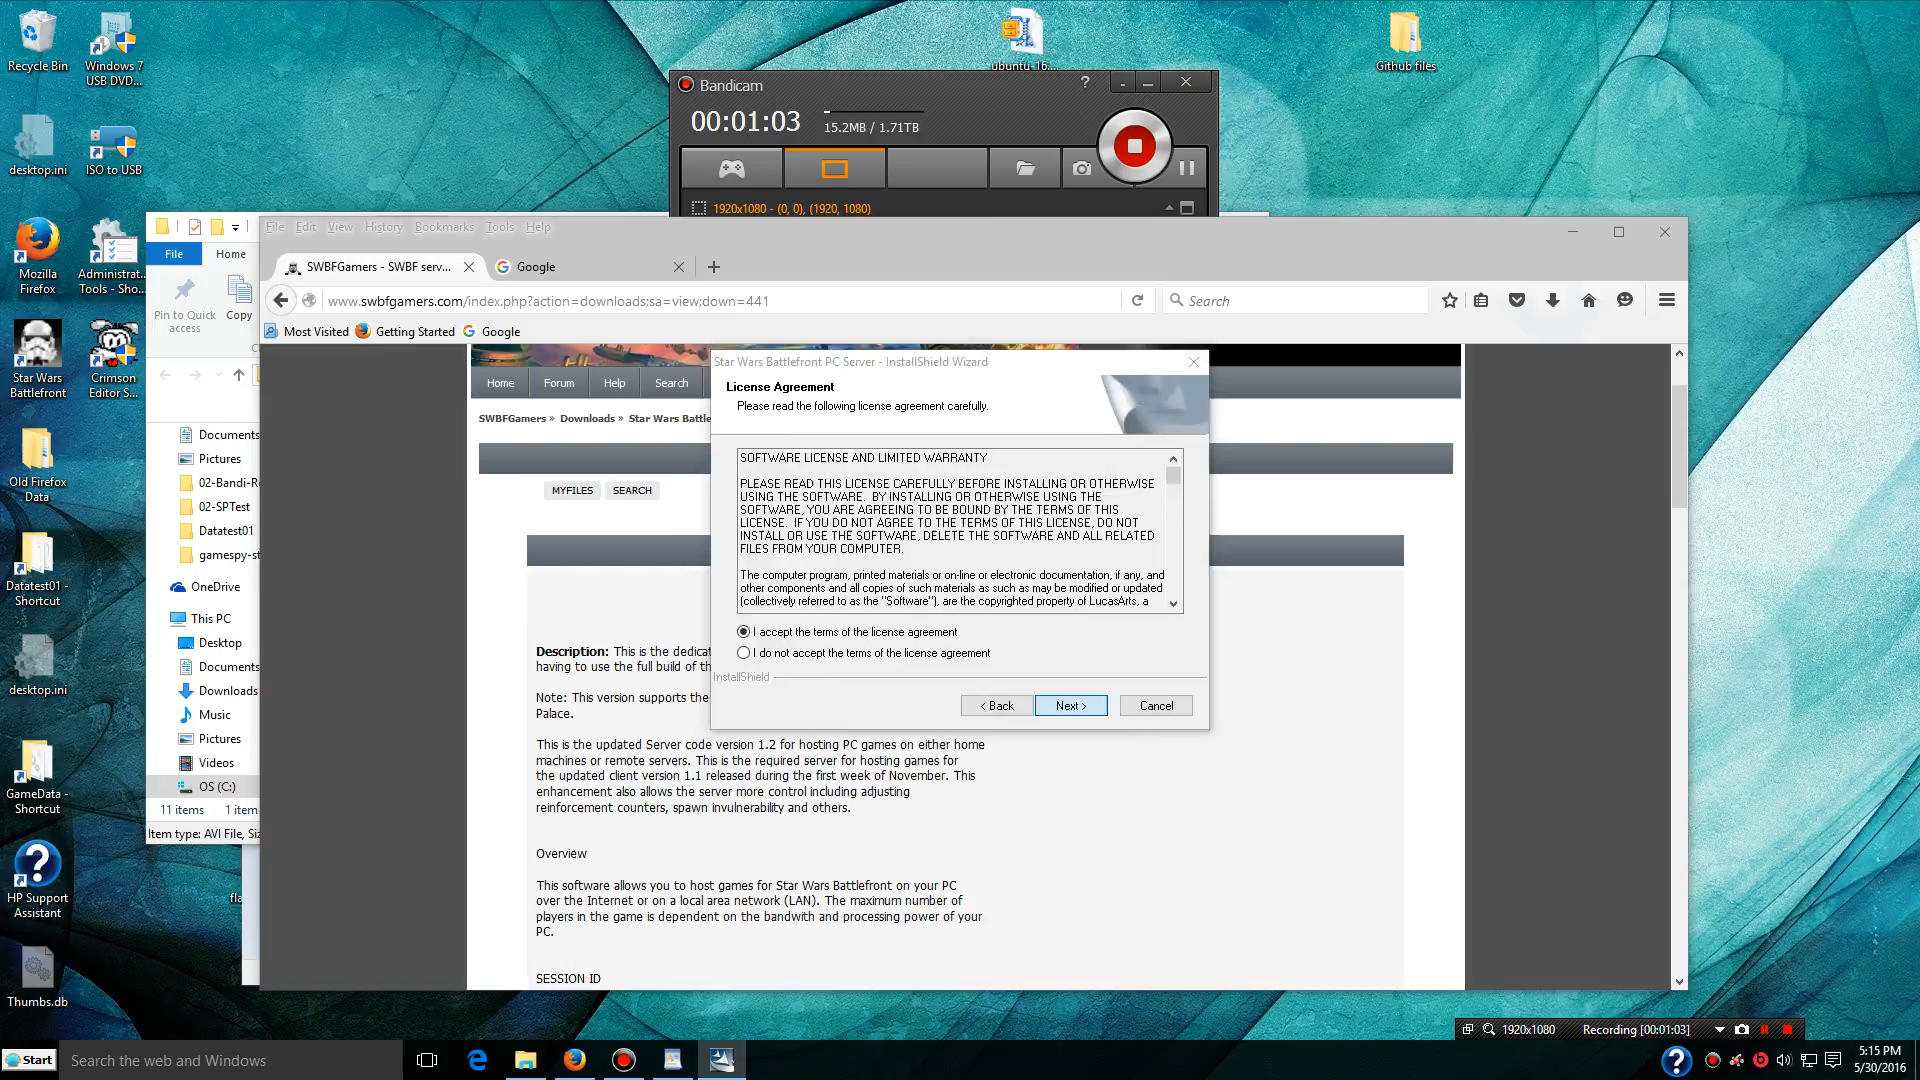 Recycle Bin
Windows 7
USB DVD...
ubuntu-16....
Github files
desktop.ini
ISO to USB
Bandicam
?
00:01:03
15.2MB / 1.71TB
1920x1080 - (0, 0), (1920, 1080)
Mozilla
Firefox
Administrat...
Tools - Sho...
Star Wars
Battlefront
Crimson
Editor S...
Old Firefox
Data
Datatest01 -
Shortcut
desktop.ini
GameData -
Shortcut
HP Support
Assistant
Thumbs.db
File
Home
Pin to Quick
access
Copy
Documents
Pictures
02-Bandi-R
02-SPTest
Datatest01
gamespy-st
OneDrive
This PC
Desktop
Documents
Downloads
Music
Pictures
Videos
OS (C:)
11 items 1 item
Item type: AVI File, Siz
fla
File Edit View History Bookmarks Tools Help
SWBFGamers - SWBF serv...
Google
www.swbfgamers.com/index.php?action=downloads;sa=view;down=441
Search
Most Visited Getting Started Google
Home Forum Help Search
SWBFGamers » Downloads » Star Wars Battle
MYFILES SEARCH
Description: This is the dedicat
having to use the full build of th
Note: This version supports the
Palace.
This is the updated Server code version 1.2 for hosting PC games on either home
machines or remote servers. This is the required server for hosting games for
the updated client version 1.1 released during the first week of November. This
enhancement also allows the server more control including adjusting
reinforcement counters, spawn invulnerability and others.
Overview
This software allows you to host games for Star Wars Battlefront on your PC
over the Internet or on a local area network (LAN). The maximum number of
players in the game is dependent on the bandwith and processing power of your
PC.
SESSION ID
Star Wars Battlefront PC Server - InstallShield Wizard
License Agreement
Please read the following license agreement carefully.
SOFTWARE LICENSE AND LIMITED WARRANTY
PLEASE READ THIS LICENSE CAREFULLY BEFORE INSTALLING OR OTHERWISE
USING THE SOFTWARE. BY INSTALLING OR OTHERWISE USING THE
SOFTWARE, YOU ARE AGREEING TO BE BOUND BY THE TERMS OF THIS
LICENSE. IF YOU DO NOT AGREE TO THE TERMS OF THIS LICENSE, DO NOT
INSTALL OR USE THE SOFTWARE, DELETE THE SOFTWARE AND ALL RELATED
FILES FROM YOUR COMPUTER.
The computer program, printed materials or on-line or electronic documentation, if any, and
other components and all copies of such materials as such as may be modified or updated
(collectively referred to as the "Software"), are the copyrighted property of LucasArts, a
I accept the terms of the license agreement
I do not accept the terms of the license agreement
InstallShield
< Back
Next >
Cancel
1920x1080 Recording [00:01:03]
Start
Search the web and Windows
5:15 PM
5/30/2016